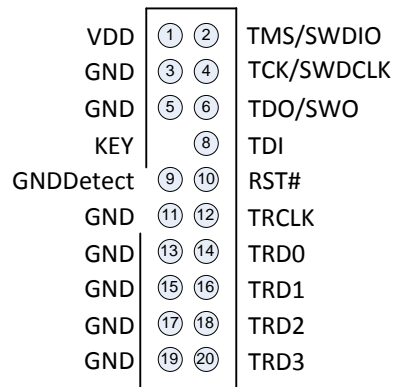 VDD 1 2 TMS/SWDIO
GND 3 4 TCK/SWDCLK
GND 5 6 TDO/SWO
KEY 8 TDI
GNDDetect 9 10 RST#
GND 11 12 TRCLK
GND 13 14 TRD0
GND 15 16 TRD1
GND 17 18 TRD2
GND 19 20 TRD3